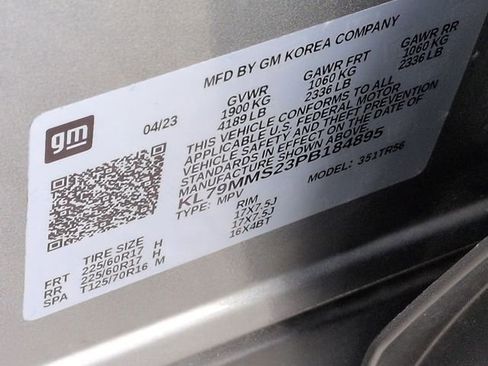 MFD BY GM KOREA COMPANY
gm
04/23
GVWR GAWR FRT GAWR RR
1900 KG 1060 KG 1060 KG
4189 LB 2336 LB 2336 LB
THIS VEHICLE CONFORMS TO ALL
APPLICABLE U.S. FEDERAL MOTOR
VEHICLE SAFETY AND THEFT PREVENTION
STANDARDS IN EFFECT ON THE DATE OF
MANUFACTURE SHOWN ABOVE.
KL79MMS23PB184895
TYPE: MPV MODEL: 351TR56
TIRE SIZE RIM
FRT 225/60R17 H 17X7.5J
RR 225/60R17 H 17X7.5J
SPA T125/70R16 M 16X4BT